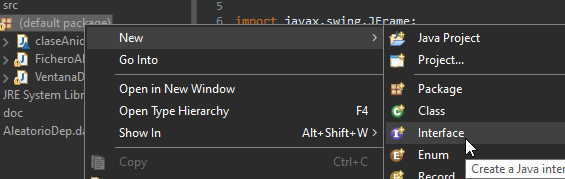 src
(default package)
claseAnio
FicheroAl
VentanaD
JRE System Libr
doc
AleatorioDep.da
5
6
import javax.swing.JFrame;
New
Go Into
Open in New Window
Open Type Hierarchy F4
Show In Alt+Shift+W
Copy Ctrl+C
Java Project
Project...
Package
Class
Interface
Enum
Record
Create a Java inter